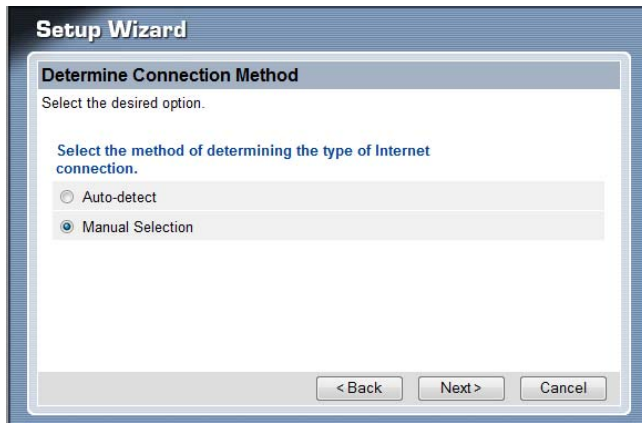 Setup Wizard
Determine Connection Method
Select the desired option.
Select the method of determining the type of Internet
connection.
Auto-detect
Manual Selection
< Back Next > Cancel